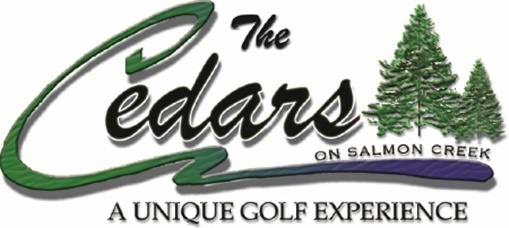 The
Cedars
ON SALMON CREEK
A UNIQUE GOLF EXPERIENCE